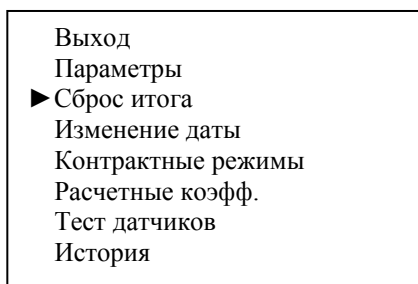 Выход
Параметры
►Сброс итога
Изменение даты
Контрактные режимы
Расчетные коэфф.
Тест датчиков
История